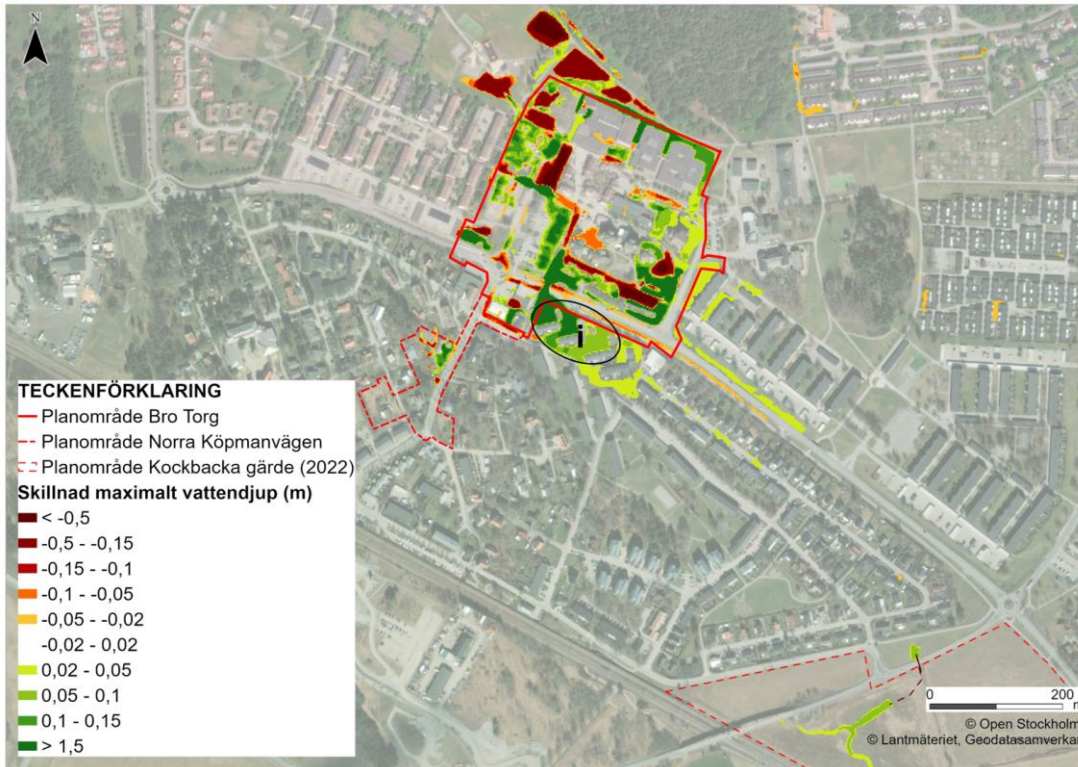 N
i
TECKENFÖRKLARING
Planområde Bro Torg
Planområde Norra Köpmanvägen
Planområde Kockbacka gärde (2022)
Skillnad maximalt vattendjup (m)
< -0,5
-0,5 - -0,15
-0,15 - -0,1
-0,1 - -0,05
-0,05 - -0,02
-0,02 - 0,02
0,02 - 0,05
0,05 - 0,1
0,1 - 0,15
> 1,5
0 200
m
© Open Stockholm
© Lantmäteriet, Geodatasamverkan